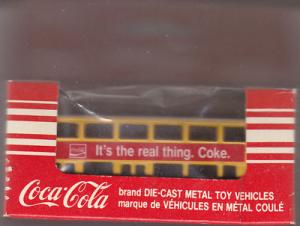 It's the real thing. Coke.
Coca-Cola
brand DIE-CAST METAL TOY VEHICLES
marque de VÉHICULES EN MÉTAL COULÉ